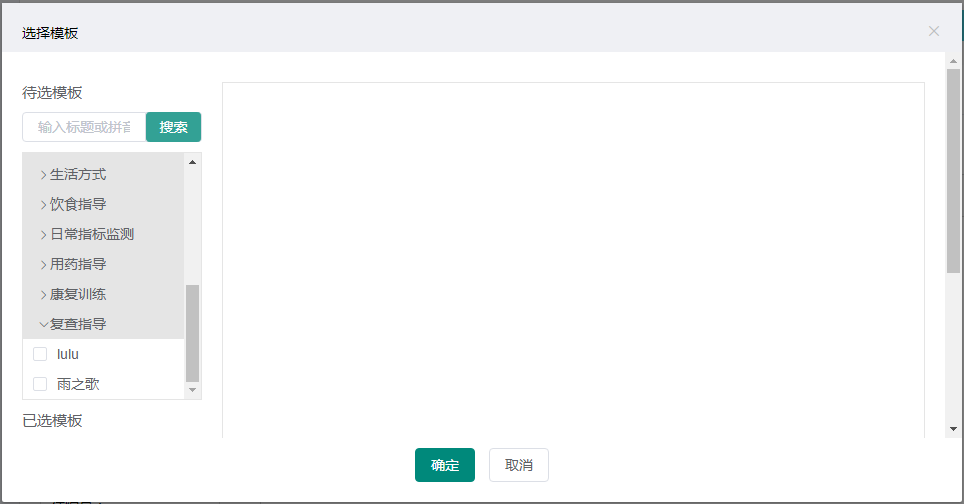 选择模板
待选模板
输入标题或拼音
搜索
生活方式
饮食指导
日常指标监测
用药指导
康复训练
复查指导
lulu
雨之歌
已选模板
确定
取消